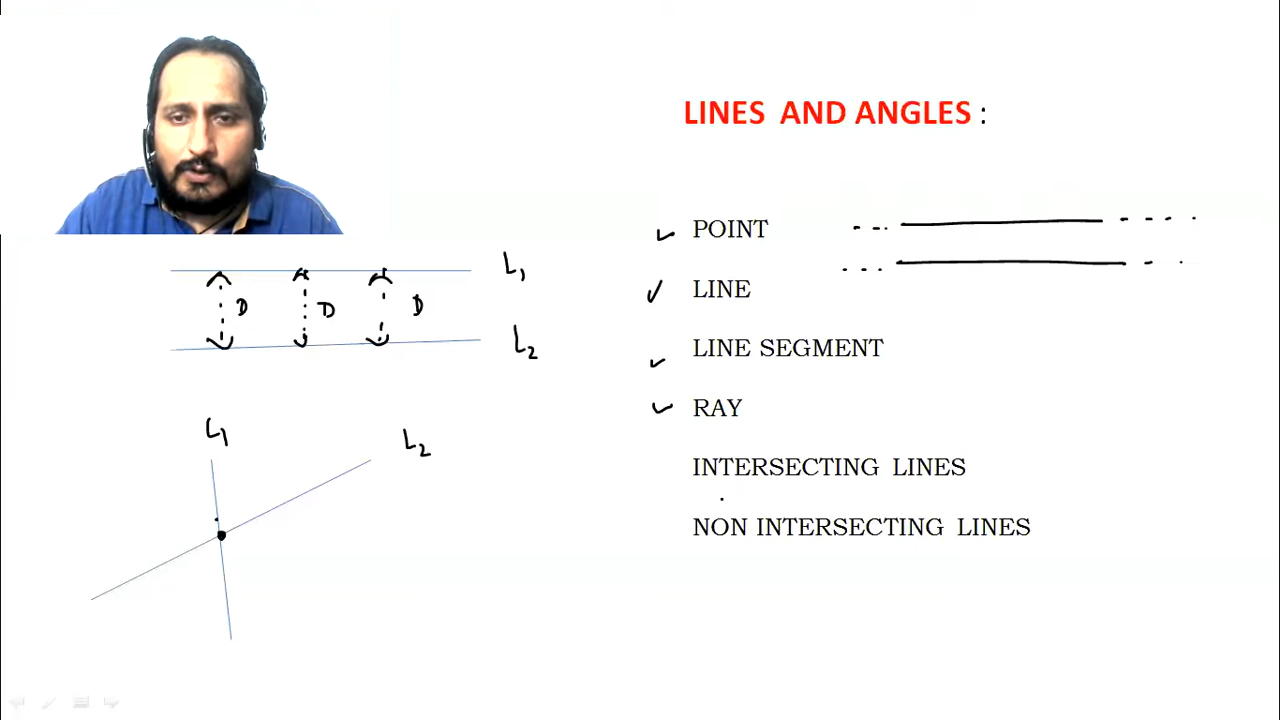 LINES AND ANGLES :
POINT
LINE
LINE SEGMENT
RAY
INTERSECTING LINES
NON INTERSECTING LINES
L1
D D D
L2
L1
L2